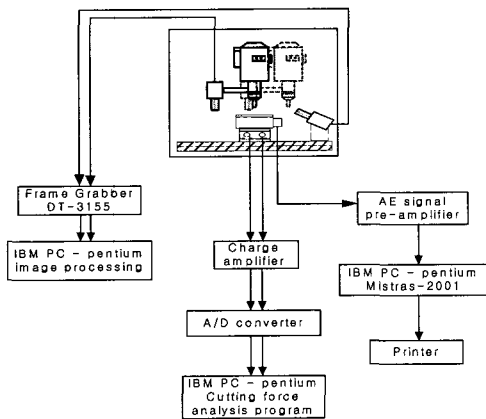 Frame Grabber
DT-3155
IBM PC - pentium
image processing
Charge
amplifier
A/D converter
IBM PC - pentium
Cutting force
analysis program
AE signal
pre-amplifier
IBM PC - pentium
Mistras-2001
Printer